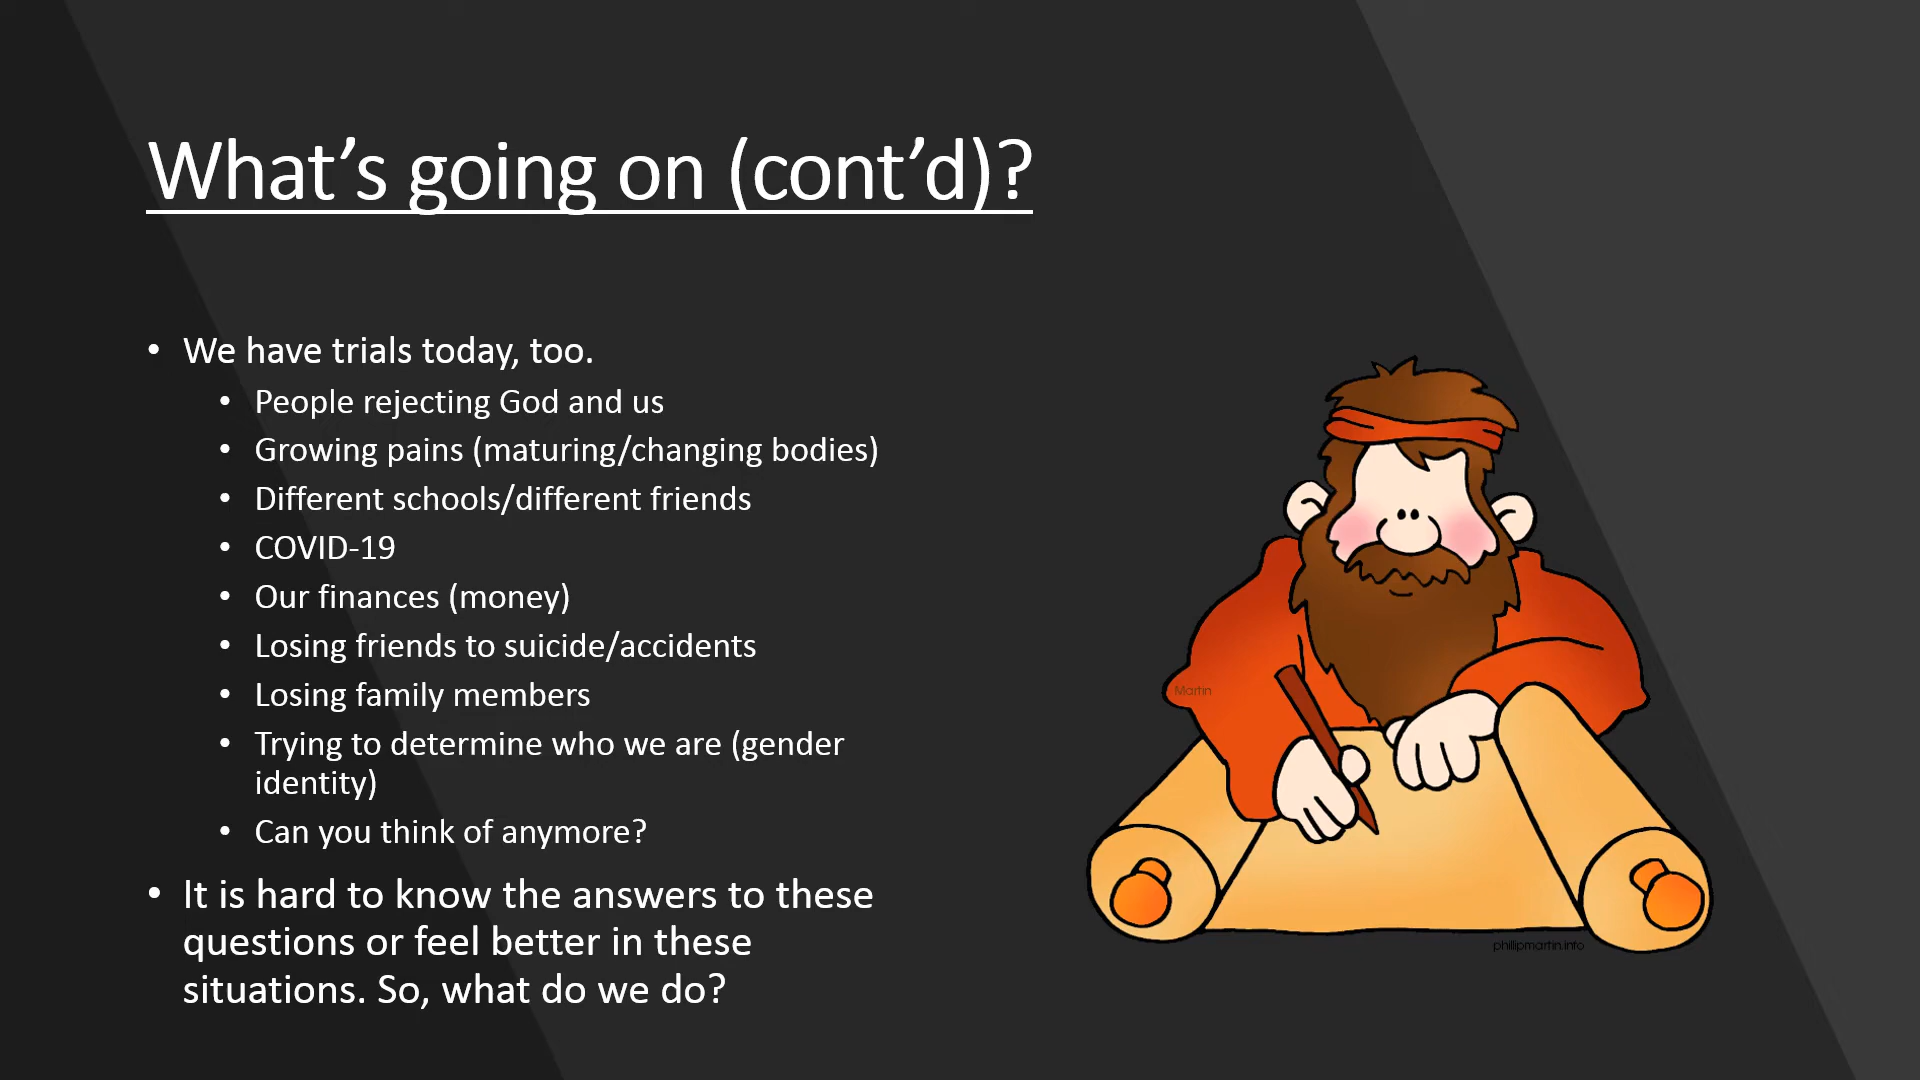 What's going on (cont'd)?
• We have trials today, too.
• People rejecting God and us
• Growing pains (maturing/changing bodies)
• Different schools/different friends
• COVID-19
• Our finances (money)
• Losing friends to suicide/accidents
• Losing family members
• Trying to determine who we are (gender
identity)
• Can you think of anymore?
• It is hard to know the answers to these
questions or feel better in these
situations. So, what do we do?
Martin
phillipmartin.info